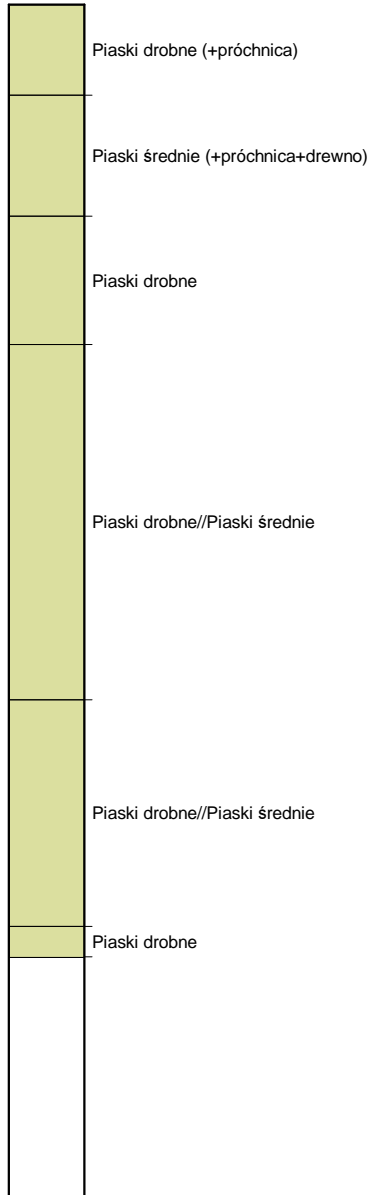 Piaski drobne (+próchnica)
Piaski średnie (+próchnica+drewno)
Piaski drobne
Piaski drobne//Piaski średnie
Piaski drobne//Piaski średnie
Piaski drobne